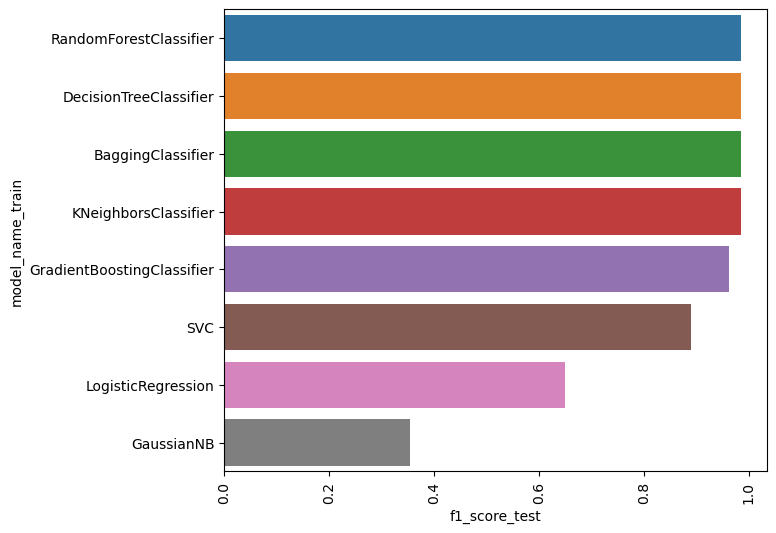 model_name_train
RandomForestClassifier
DecisionTreeClassifier
BaggingClassifier
KNeighborsClassifier
GradientBoostingClassifier
SVC
LogisticRegression
GaussianNB
0.0
0.2
0.4
0.6
0.8
1.0
f1_score_test